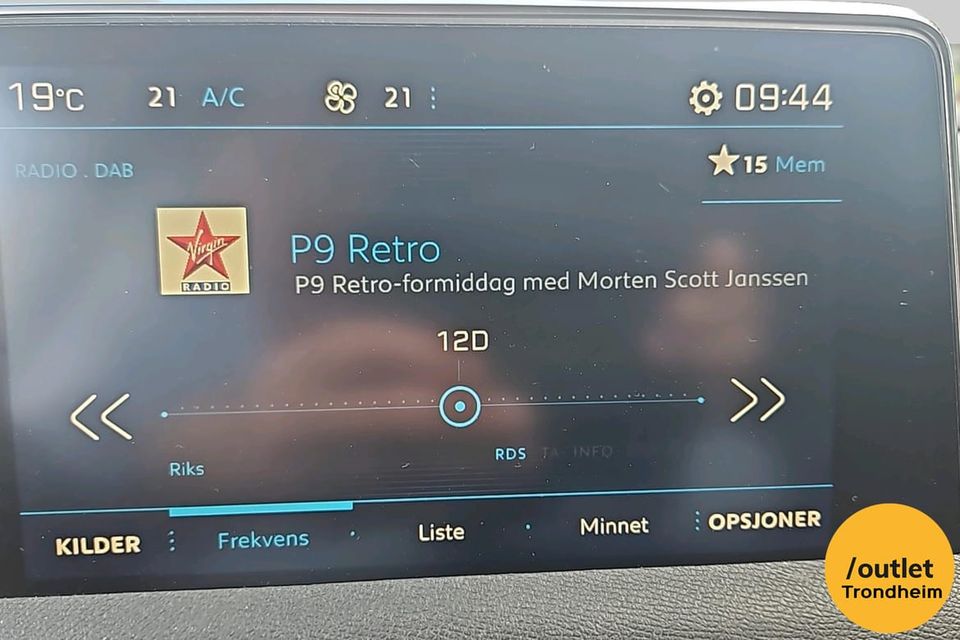 19°C 21 A/C 21 09:44
RADIO . DAB
15 Mem
Virgin
RADIO
P9 Retro
P9 Retro-formiddag med Morten Scott Janssen
12D
Riks
RDS TA INFO
KILDER Frekvens Liste Minnet OPSJONER
/outlet
Trondheim